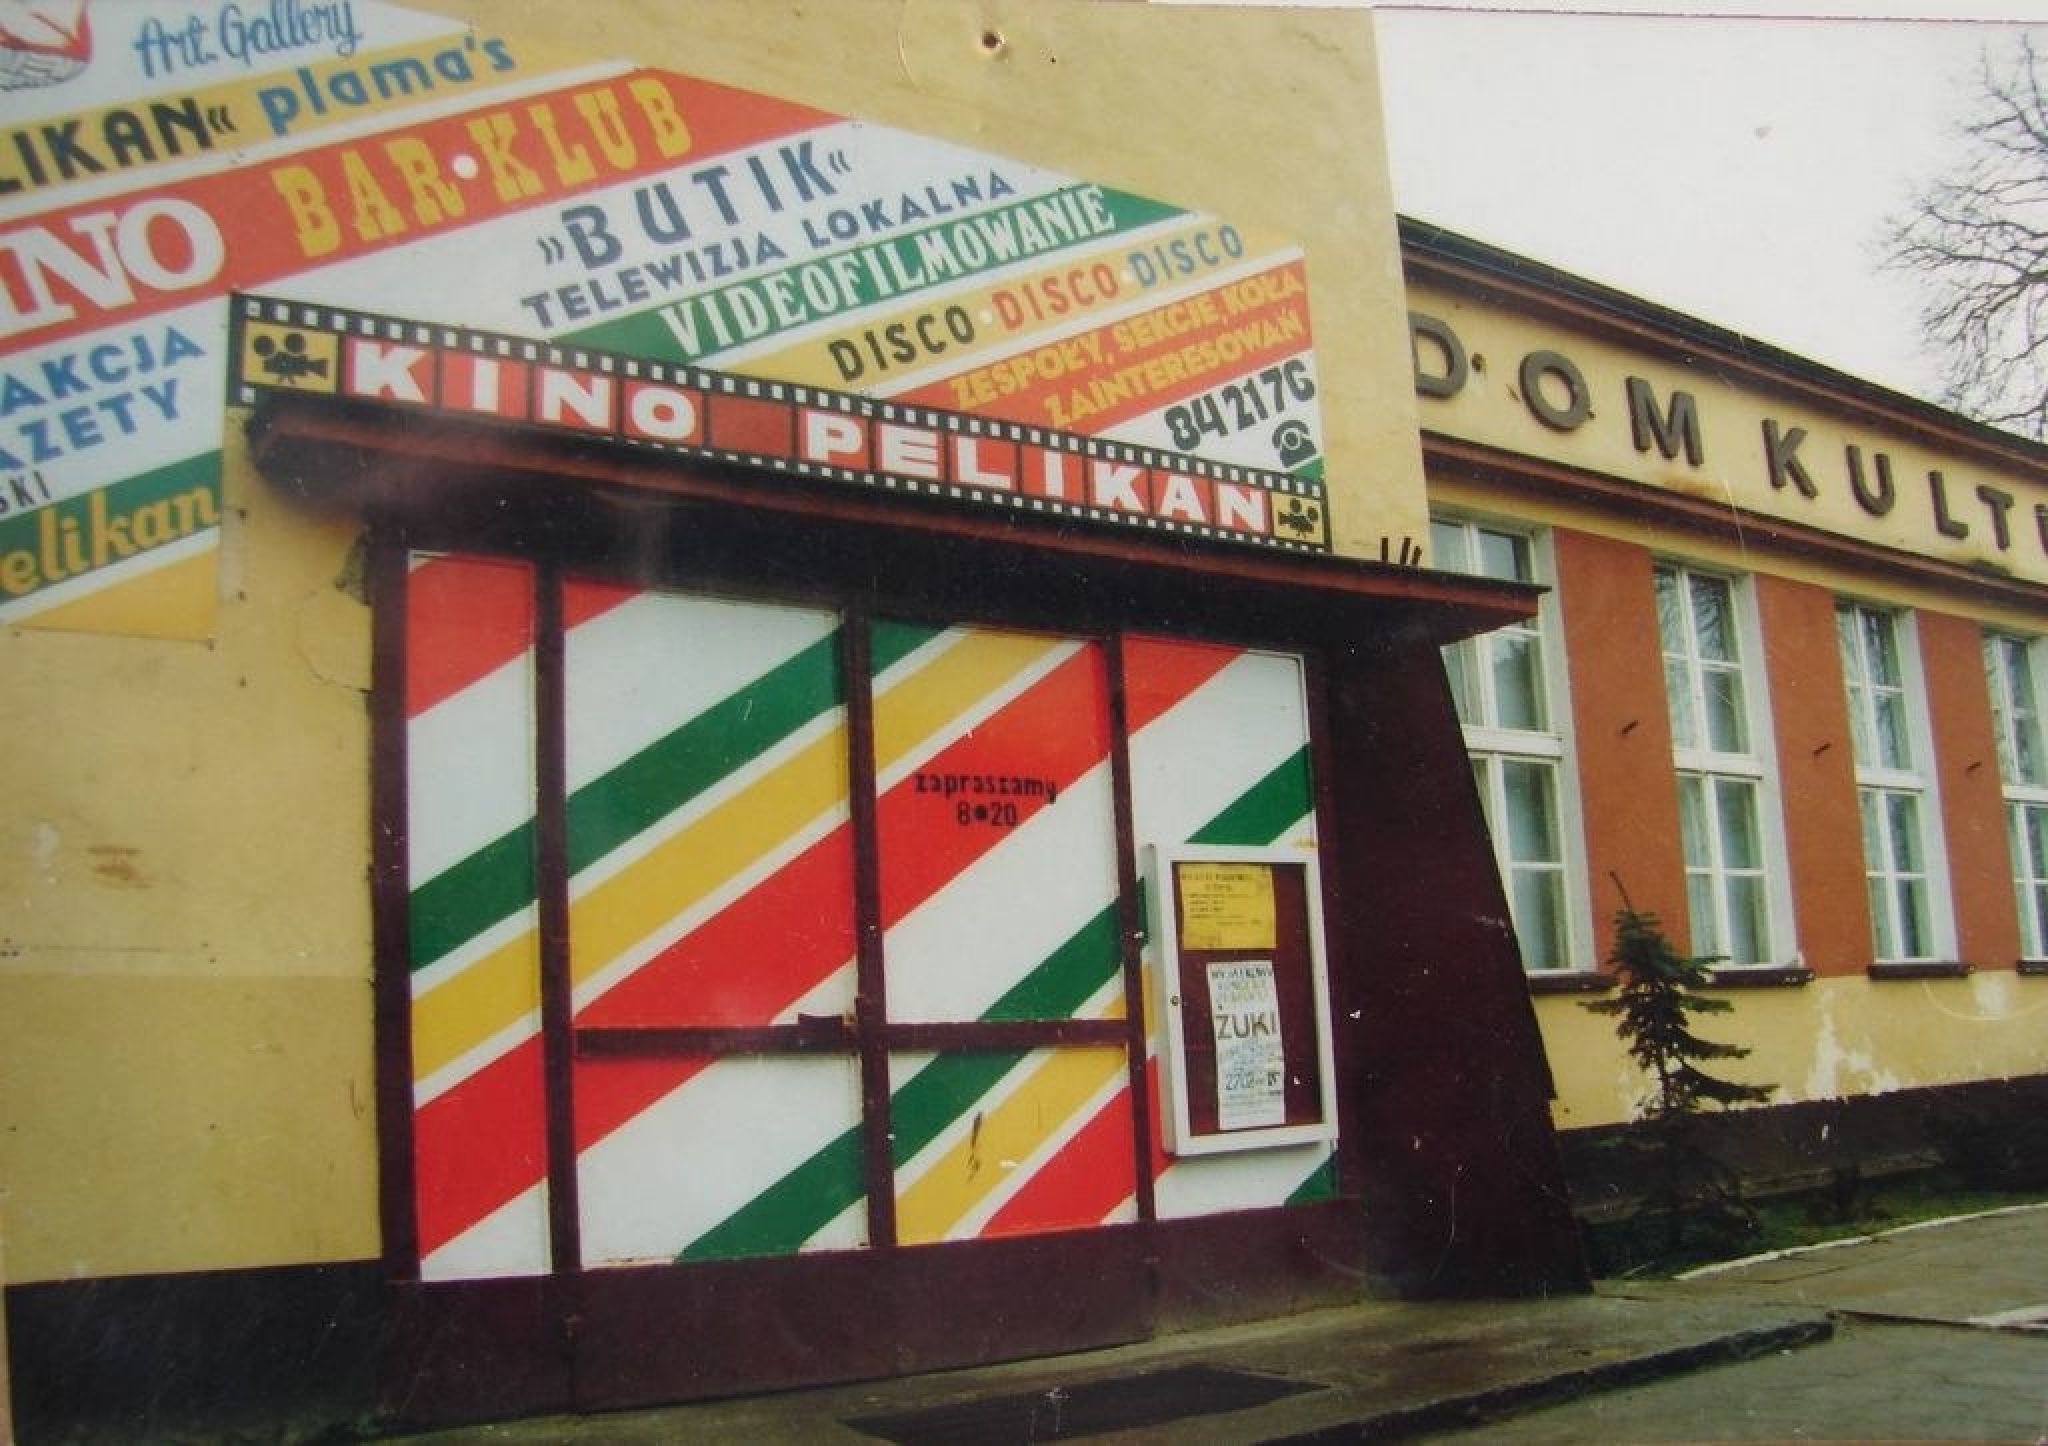 Art. Gallery
LIKAN« plama's
INO BAR•KLUB
»BUTIK«
TELEWIZJA LOKALNA
VIDEOFILMOWANIE
DISCO•DISCO•DISCO
ZESPOŁY, SEKCJE, KOŁA
ZAINTERESOWAŃ
842176
AKCJA
AZETY
SKI
elikan
KINO PELIKAN
DOM KULTU
zapraszamy
8•20
ŻUKI